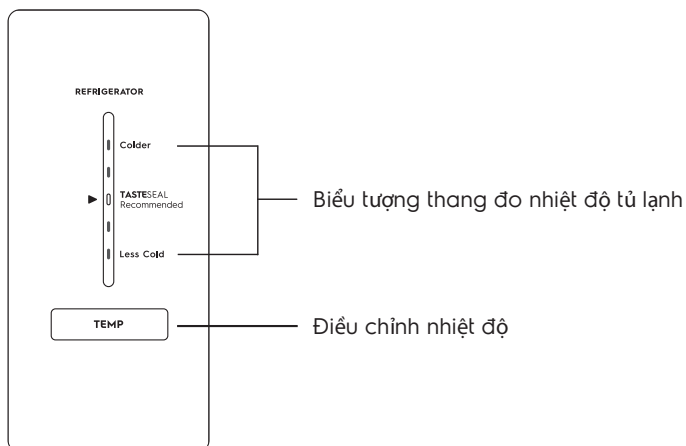 REFRIGERATOR
Colder
TASTESEAL
Recommended
Less Cold
TEMP
Biểu tượng thang đo nhiệt độ tủ lạnh
Điều chỉnh nhiệt độ